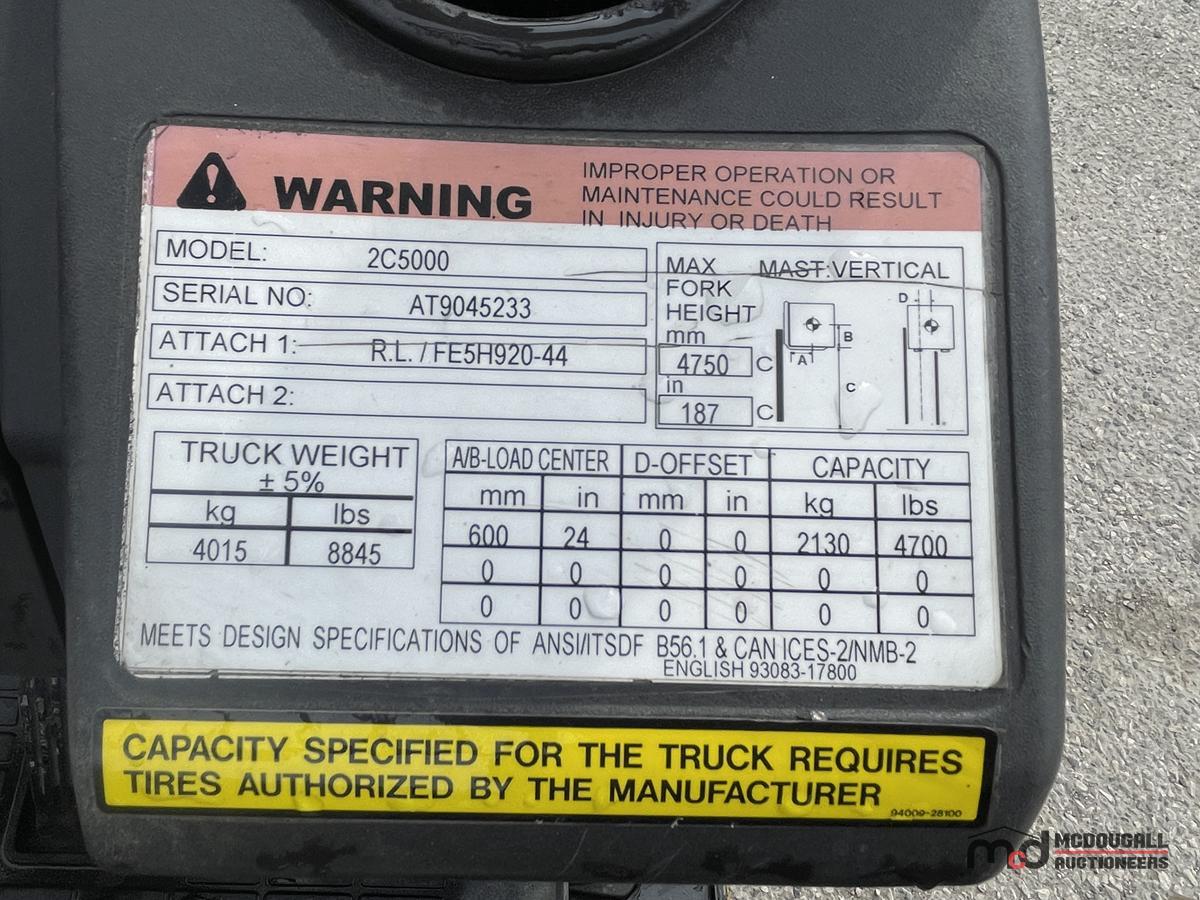 WARNING
IMPROPER OPERATION OR
MAINTENANCE COULD RESULT
IN INJURY OR DEATH
MODEL: 2C5000
SERIAL NO: AT9045233
ATTACH 1: R.L. / FE5H920-44
ATTACH 2:
MAX MAST:VERTICAL
FORK
HEIGHT
mm
4750 C
in
187 C
A
B
C
D
TRUCK WEIGHT
± 5%
kg lbs
4015 8845
A/B-LOAD CENTER D-OFFSET CAPACITY
mm in mm in kg lbs
600 24 0 0 2130 4700
0 0 0 0 0 0
0 0 0 0 0 0
MEETS DESIGN SPECIFICATIONS OF ANSI/ITSDF B56.1 & CAN ICES-2/NMB-2
ENGLISH 93083-17800
CAPACITY SPECIFIED FOR THE TRUCK REQUIRES
TIRES AUTHORIZED BY THE MANUFACTURER
94009-28100
mcd MCDOUGALL
AUCTIONEERS